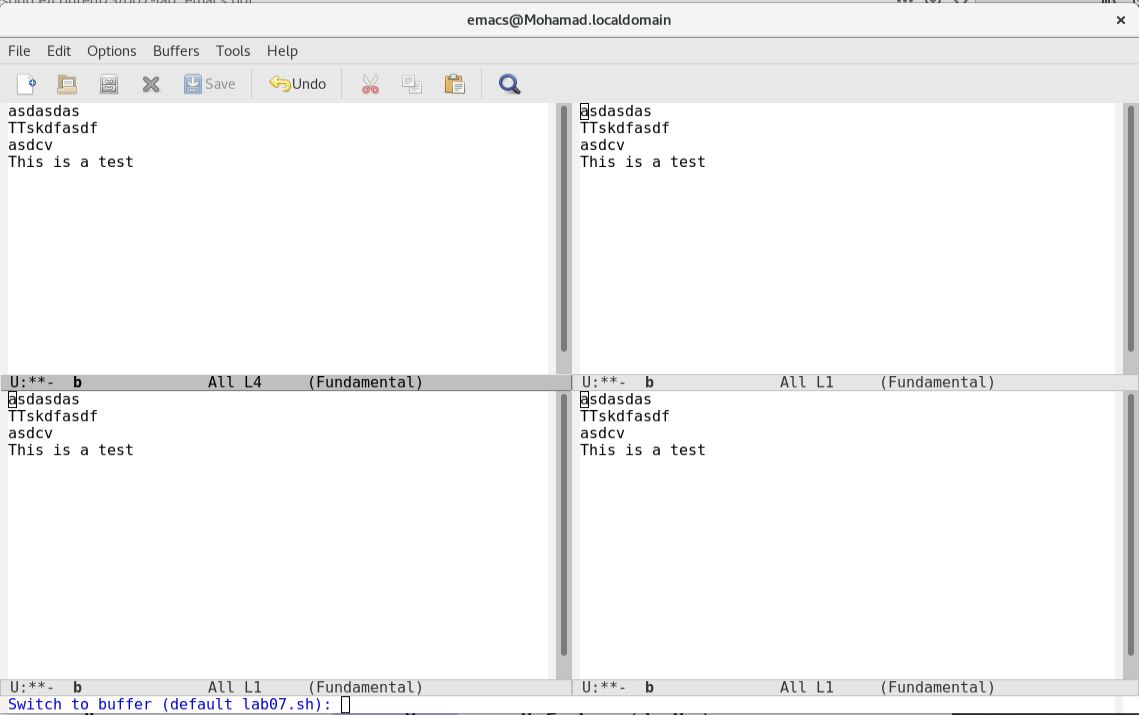 emacs@Mohamad.localdomain
File Edit Options Buffers Tools Help
Save Undo
asdasdas
TTskdfasdf
asdcv
This is a test
U:**- b All L4 (Fundamental)
asdasdas
TTskdfasdf
asdcv
This is a test
U:**- b All L1 (Fundamental)
asdasdas
TTskdfasdf
asdcv
This is a test
U:**- b All L1 (Fundamental)
asdasdas
TTskdfasdf
asdcv
This is a test
U:**- b All L1 (Fundamental)
Switch to buffer (default lab07.sh):